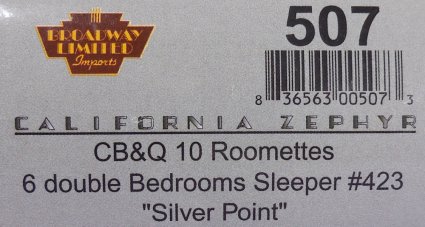 BROADWAY
LIMITED
Imports
507
8 36563 00507 3
CALIFORNIA ZEPHYR
CB&Q 10 Roomettes
6 double Bedrooms Sleeper #423
"Silver Point"